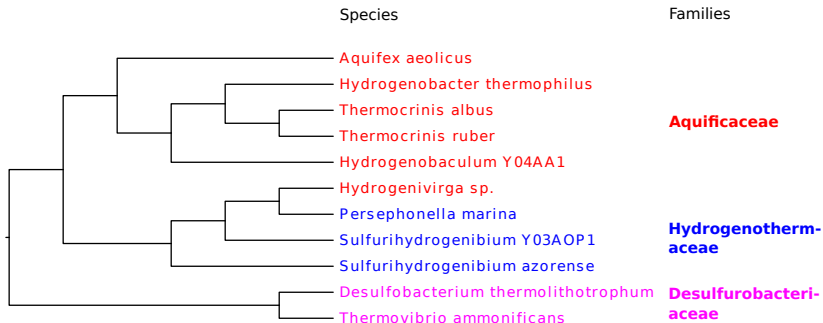 Species
Families
Aquifex aeolicus
Hydrogenobacter thermophilus
Thermocrinis albus
Thermocrinis ruber
Hydrogenobaculum Y04AA1
Aquificaceae
Hydrogenivirga sp.
Persephonella marina
Sulfurihydrogenibium Y03AOP1
Sulfurihydrogenibium azorense
Hydrogenotherm-
aceae
Desulfobacterium thermolithotrophum
Thermovibrio ammonificans
Desulfurobacteri-
aceae